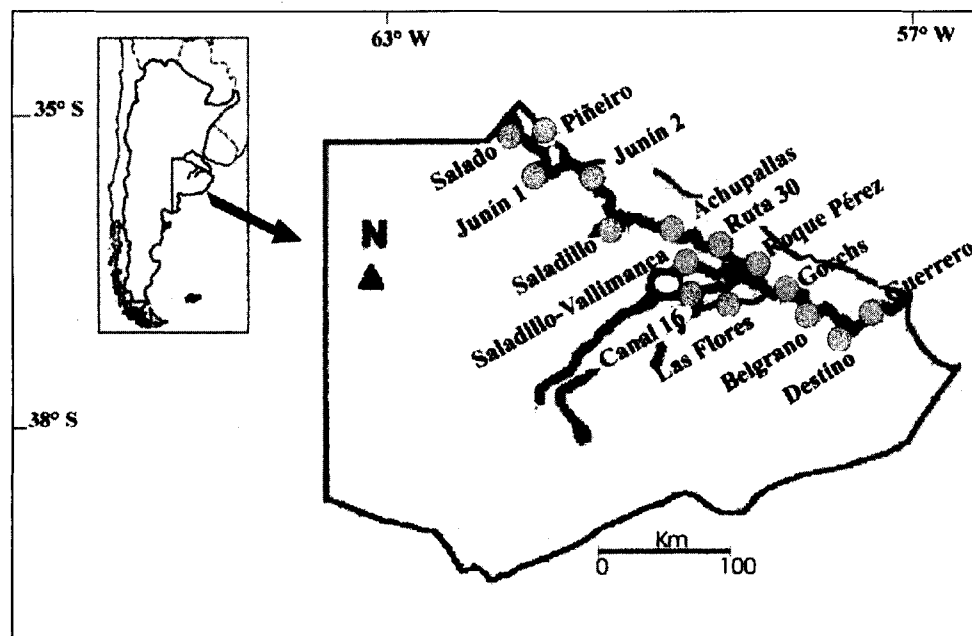 63° W
57° W
35° S
Piñeiro
Salado
Junín 2
Junín 1
Achupallas
Ruta 30
N
Saladillo
Roque Pérez
Gorchs
Guerrero
Saladillo-Vallimanca
Canal 16
Las Flores
Belgrano
Destino
38° S
Km
0 100